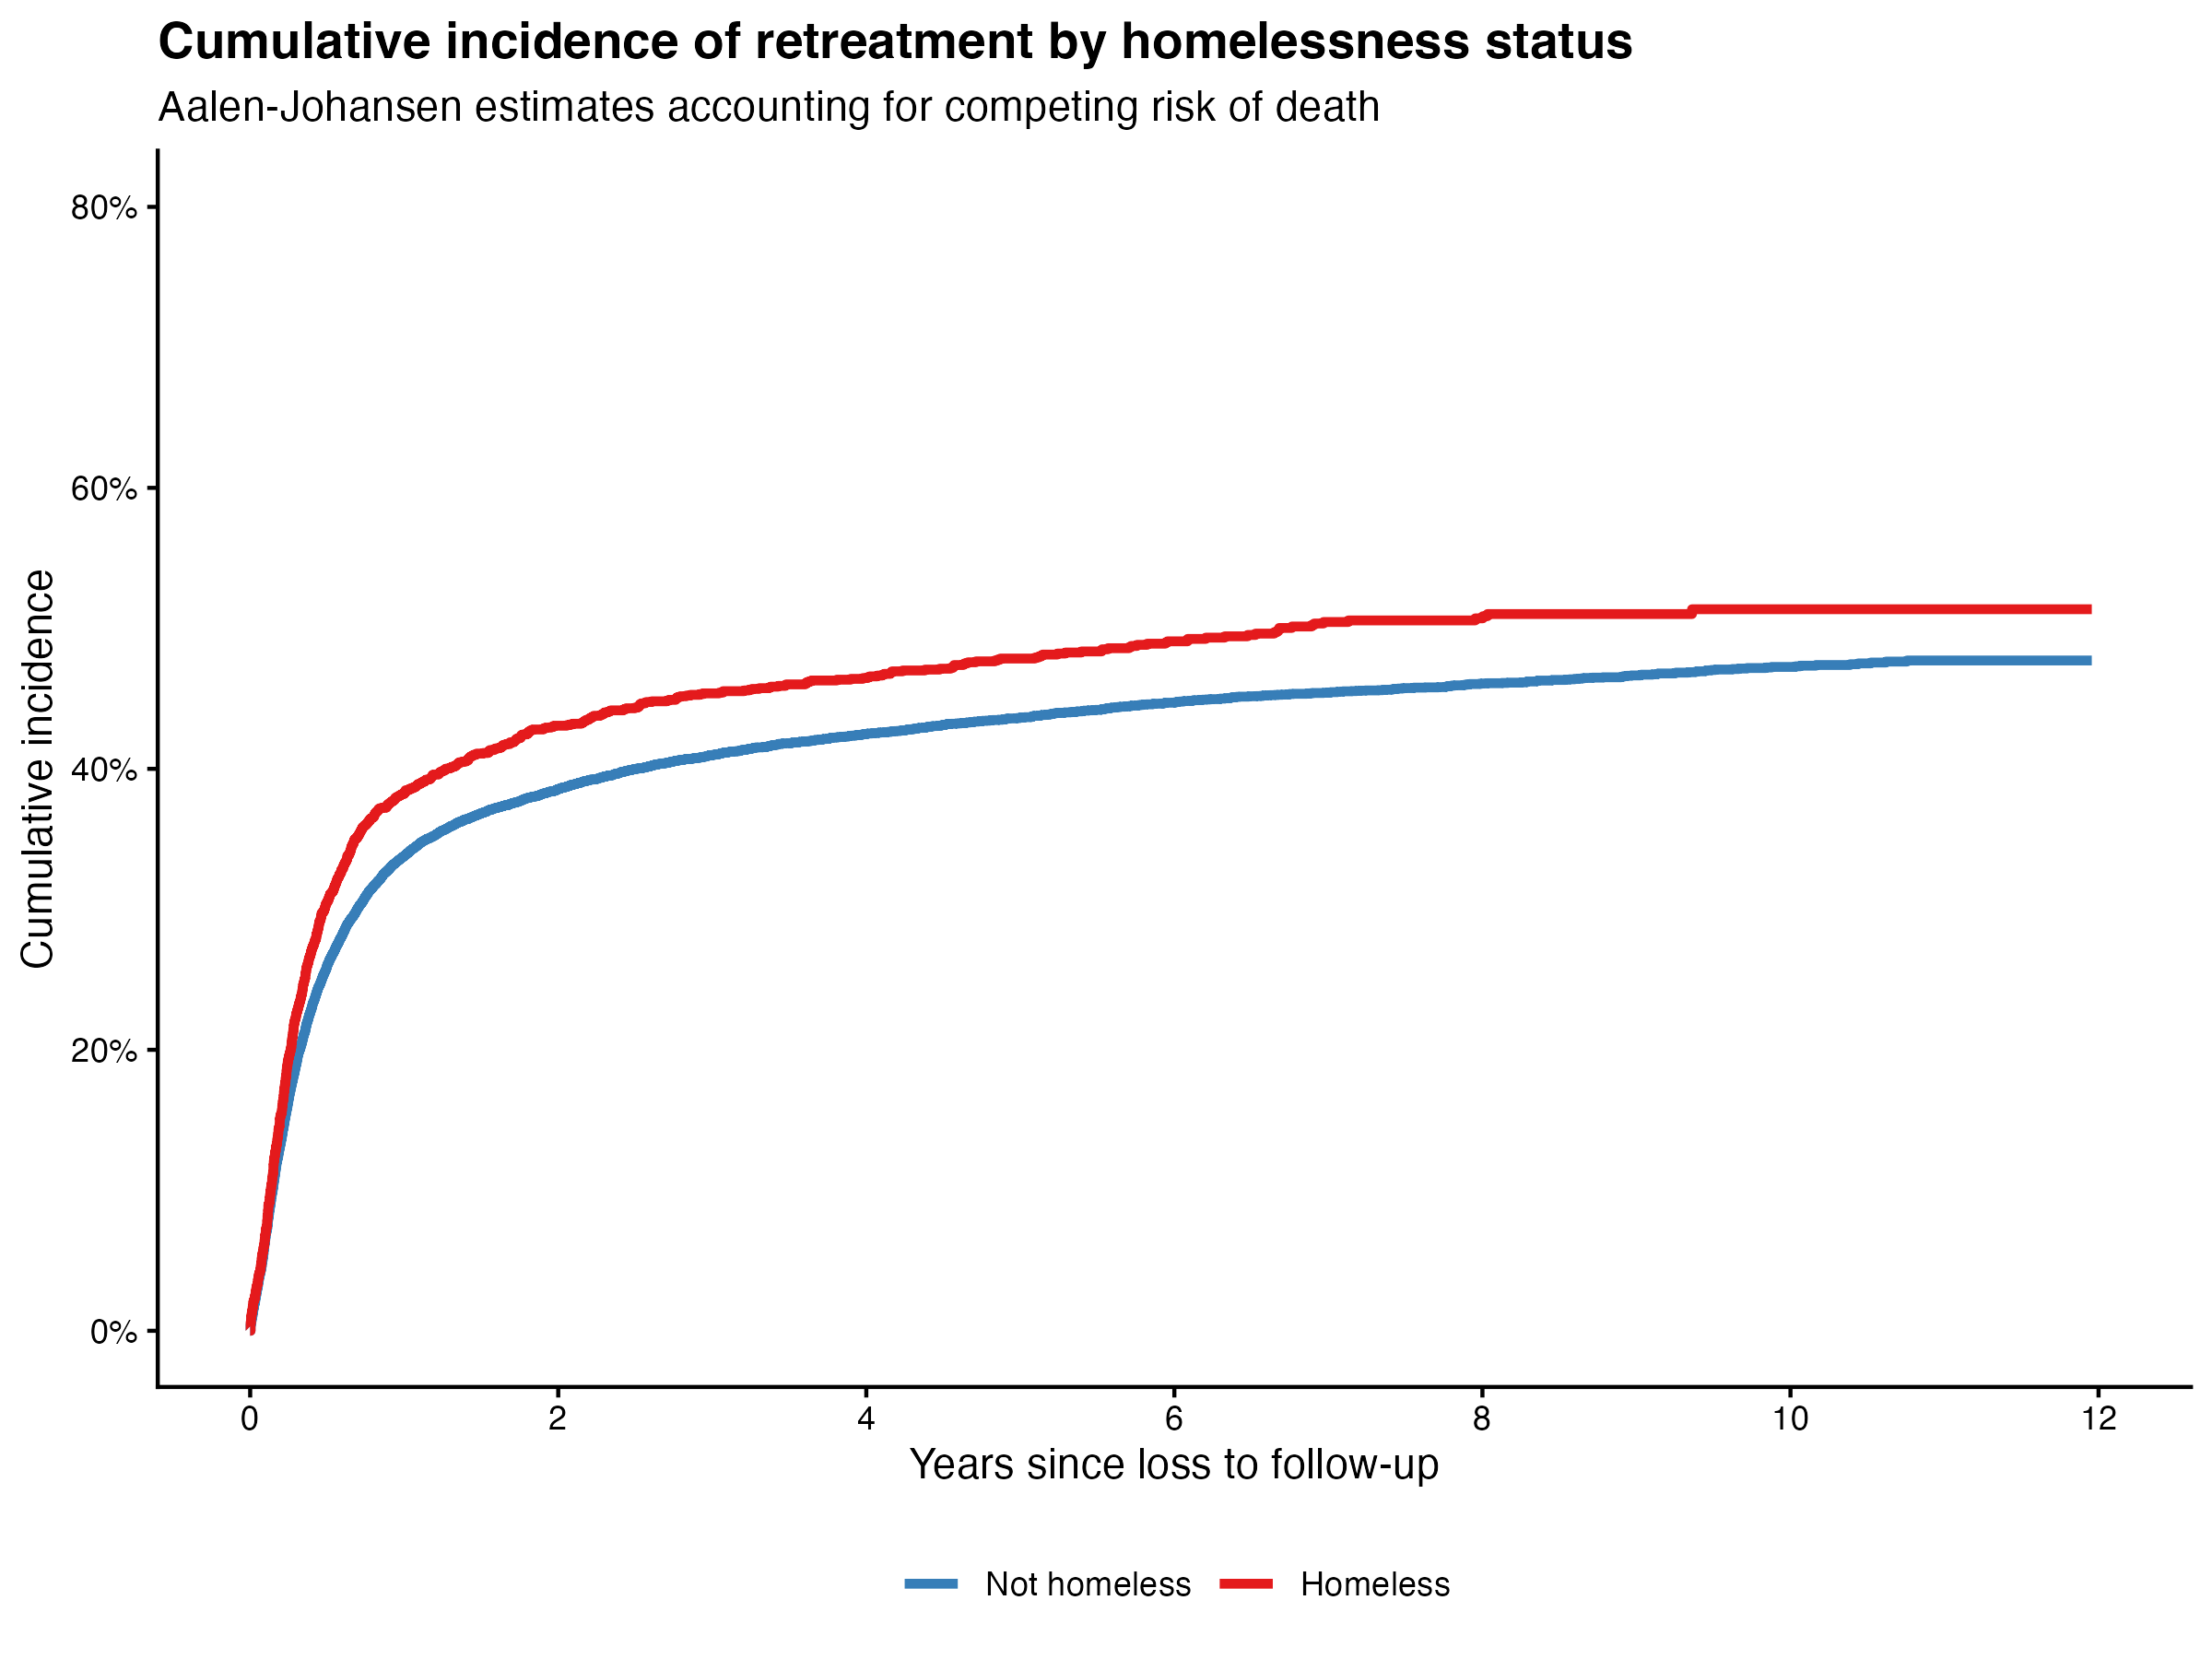 Cumulative incidence of retreatment by homelessness status
Aalen-Johansen estimates accounting for competing risk of death
80%
60%
40%
20%
0%
Cumulative incidence
0 2 4 6 8 10 12
Years since loss to follow-up
Not homeless Homeless